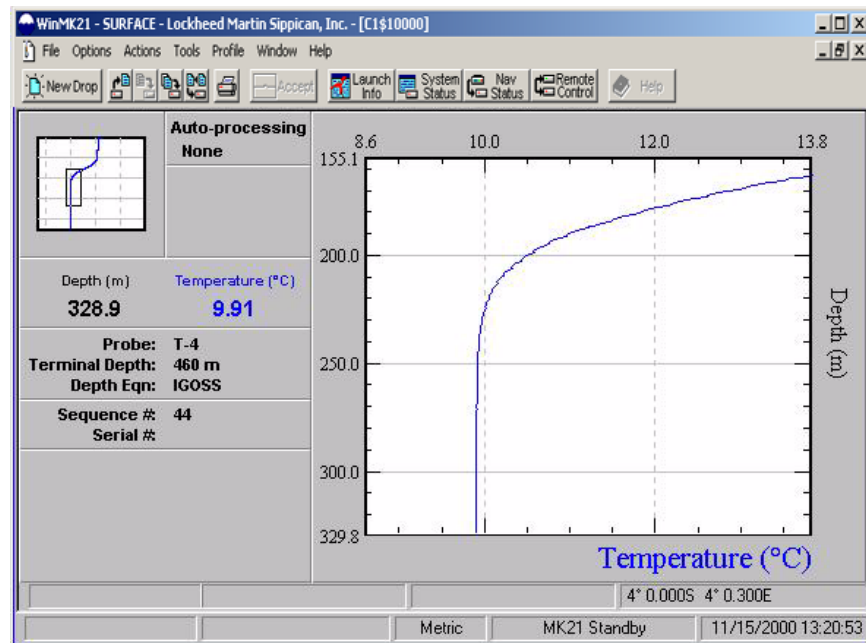 WinMK21 - SURFACE - Lockheed Martin Sippican, Inc. - [C1$10000]
File Options Actions Tools Profile Window Help
New Drop Accept Launch Info System Status Nav Status Remote Control Help
Auto-processing
None
Depth (m) Temperature (°C)
328.9 9.91
Probe: T-4
Terminal Depth: 460 m
Depth Eqn: IGOSS
Sequence #: 44
Serial #:
8.6 10.0 12.0 13.8
155.1
200.0
250.0
300.0
329.8
Depth (m)
Temperature (°C)
4° 0.000S 4° 0.300E
Metric MK21 Standby 11/15/2000 13:20:53